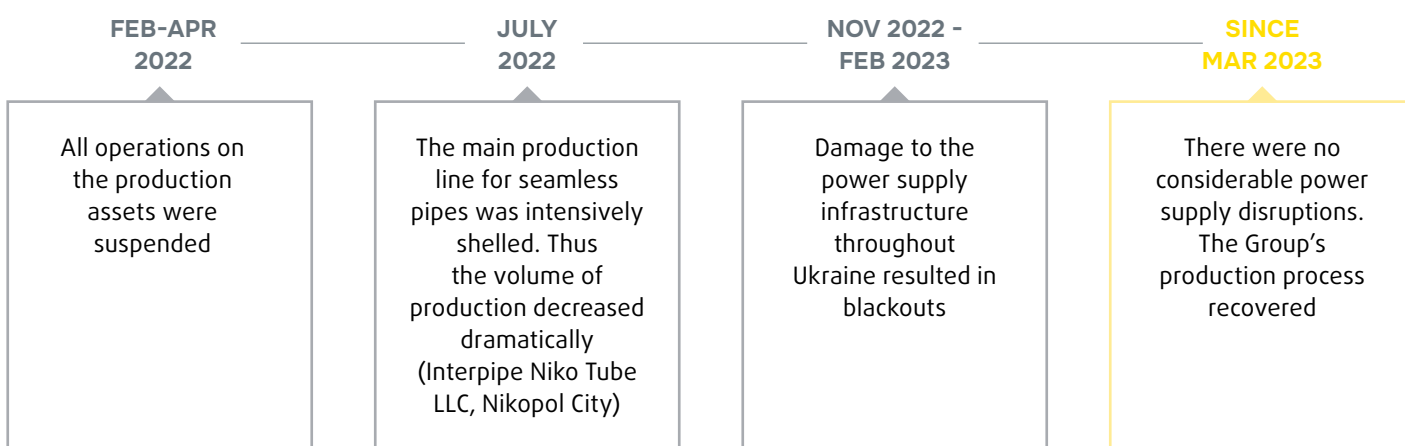 FEB-APR
2022
All operations on
the production
assets were
suspended
JULY
2022
The main production
line for seamless
pipes was intensively
shelled. Thus
the volume of
production decreased
dramatically
(Interpipe Niko Tube
LLC, Nikopol City)
NOV 2022 -
FEB 2023
Damage to the
power supply
infrastructure
throughout
Ukraine resulted in
blackouts
SINCE
MAR 2023
There were no
considerable power
supply disruptions.
The Group’s
production process
recovered